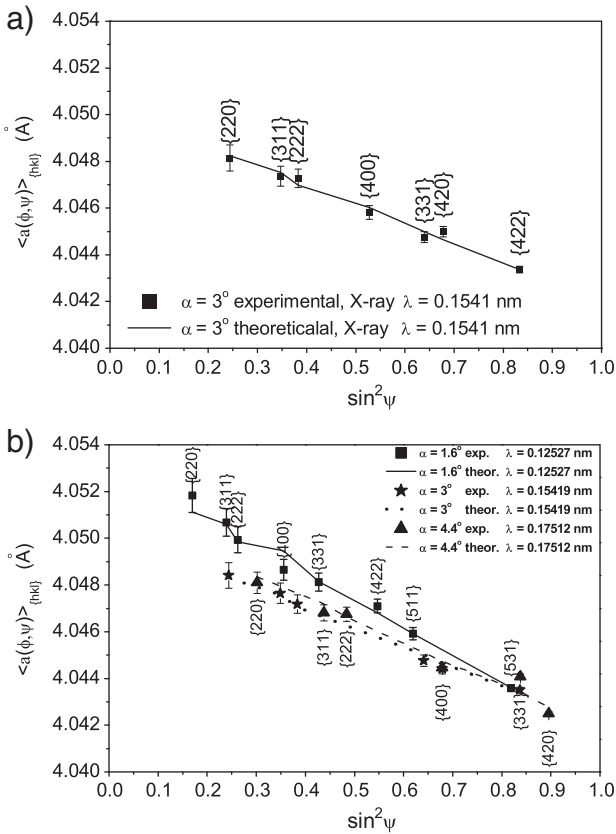 a)
4.054
4.052
4.050
4.048
4.046
4.044
4.042
4.040
<a(ϕ,ψ)>{hkl} (Å)
{220}
{311}
{222}
{400}
{331}
{420}
{422}
α = 3° experimental, X-ray λ = 0.1541 nm
α = 3° theoreticalal, X-ray λ = 0.1541 nm
0.0 0.1 0.2 0.3 0.4 0.5 0.6 0.7 0.8 0.9 1.0
sin²ψ
b)
4.054
4.052
4.050
4.048
4.046
4.044
4.042
4.040
<a(ϕ,ψ)>{hkl} (Å)
α = 1.6° exp. λ = 0.12527 nm
α = 1.6° theor. λ = 0.12527 nm
α = 3° exp. λ = 0.15419 nm
α = 3° theor. λ = 0.15419 nm
α = 4.4° exp. λ = 0.17512 nm
α = 4.4° theor. λ = 0.17512 nm
{220}
{311}
{222}
{400}
{331}
{422}
{511}
{531}
{220}
{311}
{222}
{400}
{331}
{420}
0.0 0.1 0.2 0.3 0.4 0.5 0.6 0.7 0.8 0.9 1.0
sin²ψ